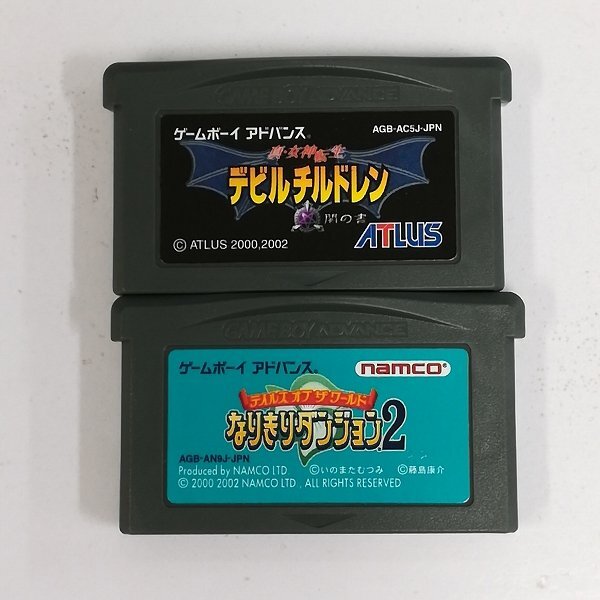 GAME BOY ADVANCE
ゲームボーイ アドバンス®
AGB-AC5J-JPN
真・女神転生
デビルチルドレン
闇の書
© ATLUS 2000,2002
ATLUS
GAME BOY ADVANCE
ゲームボーイ アドバンス®
namco®
テイルズ オブ ザ ワールド
なりきりダンジョン2
AGB-AN9J-JPN
Produced by NAMCO LTD. ©いのまたむつみ ©藤島康介
© 2000 2002 NAMCO LTD., ALL RIGHTS RESERVED